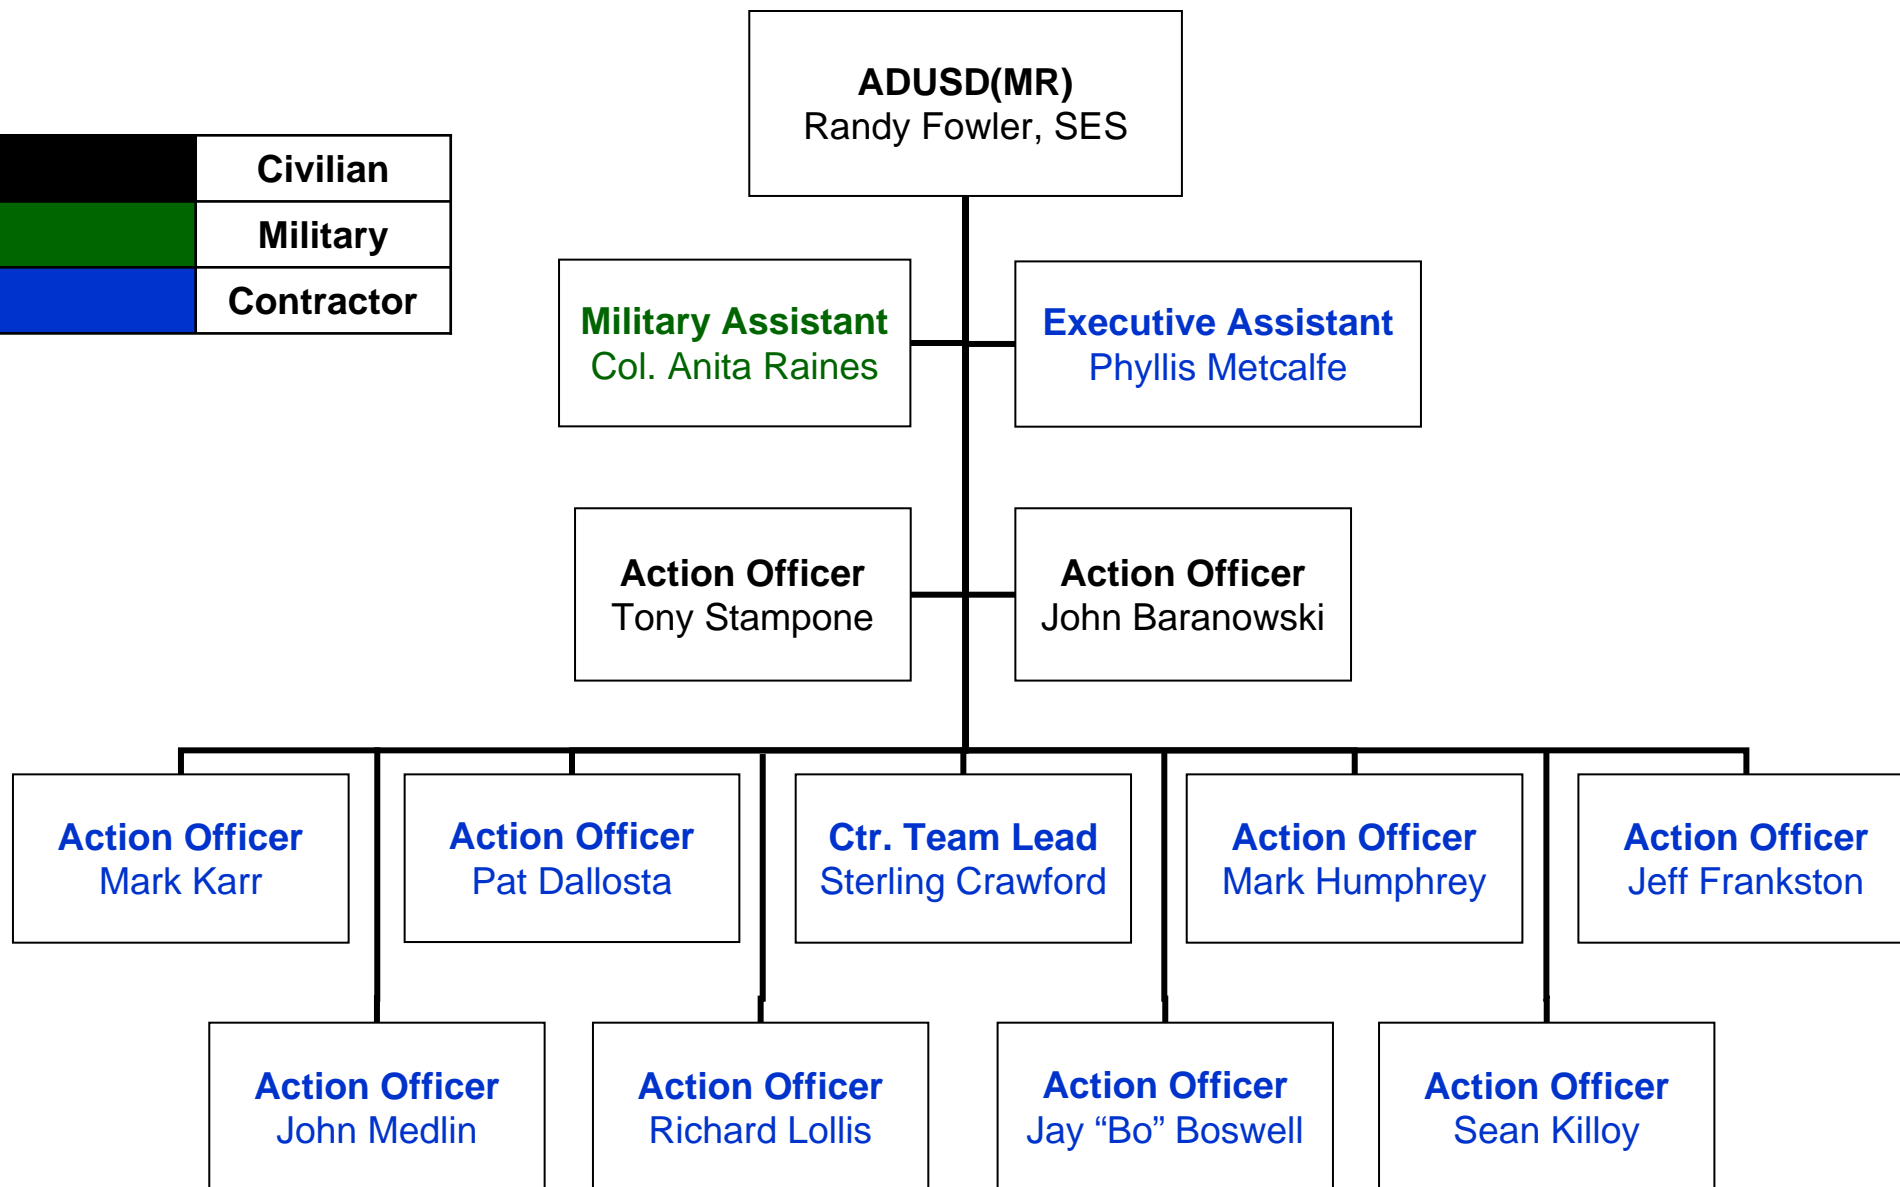 ADUSD(MR)
Randy Fowler, SES
Civilian
Military
Contractor
Military Assistant
Col. Anita Raines
Executive Assistant
Phyllis Metcalfe
Action Officer
Tony Stampone
Action Officer
John Baranowski
Action Officer
Mark Karr
Action Officer
Pat Dallosta
Ctr. Team Lead
Sterling Crawford
Action Officer
Mark Humphrey
Action Officer
Jeff Frankston
Action Officer
John Medlin
Action Officer
Richard Lollis
Action Officer
Jay “Bo” Boswell
Action Officer
Sean Killoy